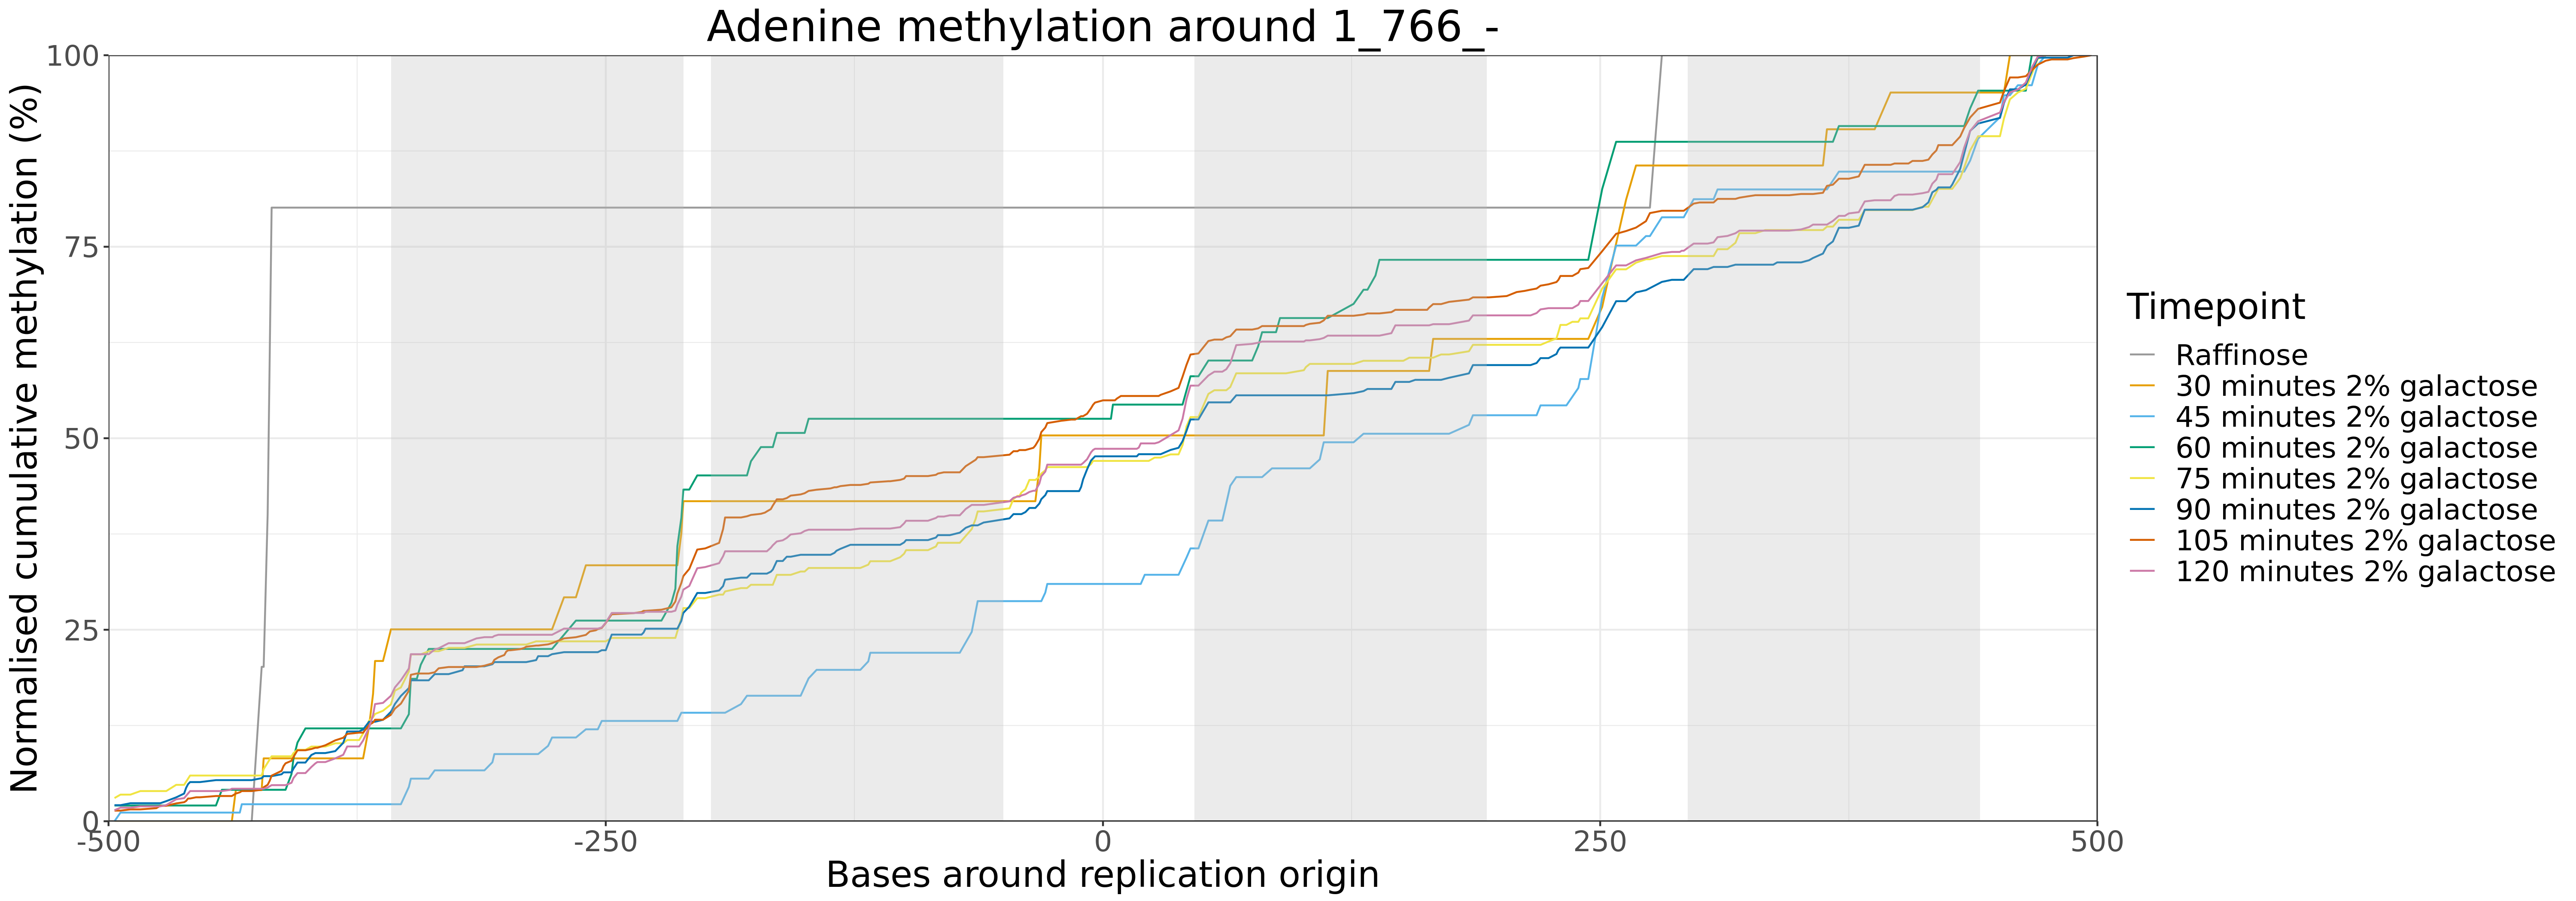 Adenine methylation around 1_766_-
Normalised cumulative methylation (%)
100
75
50
25
0
-500
-250
0
250
500
Bases around replication origin
Timepoint
Raffinose
30 minutes 2% galactose
45 minutes 2% galactose
60 minutes 2% galactose
75 minutes 2% galactose
90 minutes 2% galactose
105 minutes 2% galactose
120 minutes 2% galactose